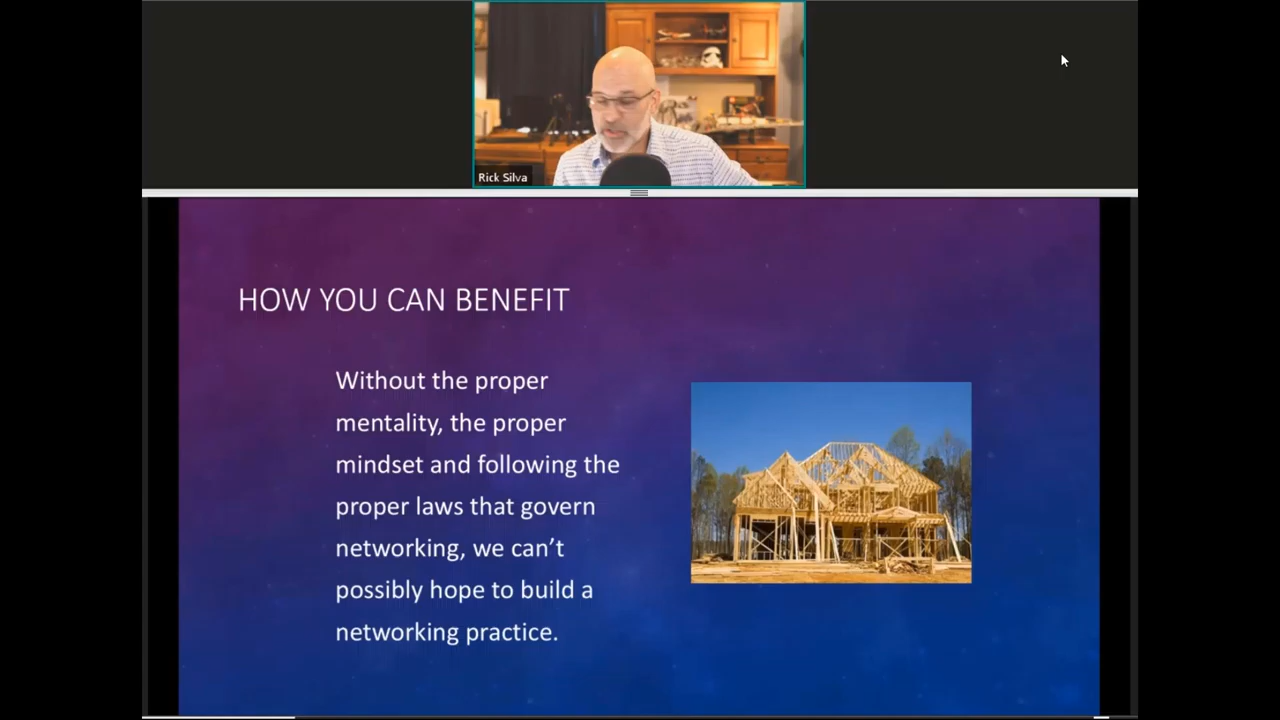 Rick Silva
HOW YOU CAN BENEFIT
Without the proper
mentality, the proper
mindset and following the
proper laws that govern
networking, we can’t
possibly hope to build a
networking practice.